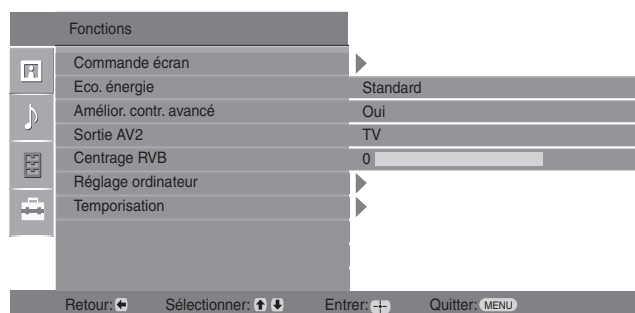 Fonctions
Commande écran
Eco. énergie Standard
Amélior. contr. avancé Oui
Sortie AV2 TV
Centrage RVB 0
Réglage ordinateur
Temporisation
Retour: Sélectionner: Entrer: Quitter: MENU